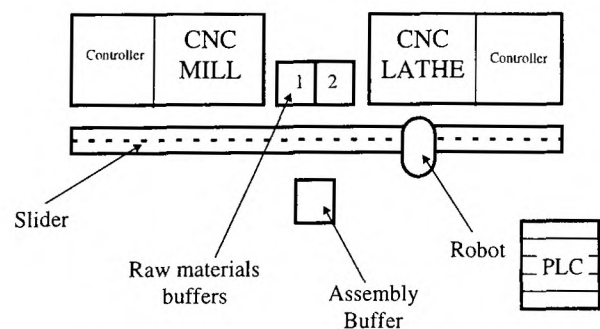 Controller
CNC
MILL
1
2
CNC
LATHE
Controller
Slider
Raw materials
buffers
Assembly
Buffer
Robot
PLC